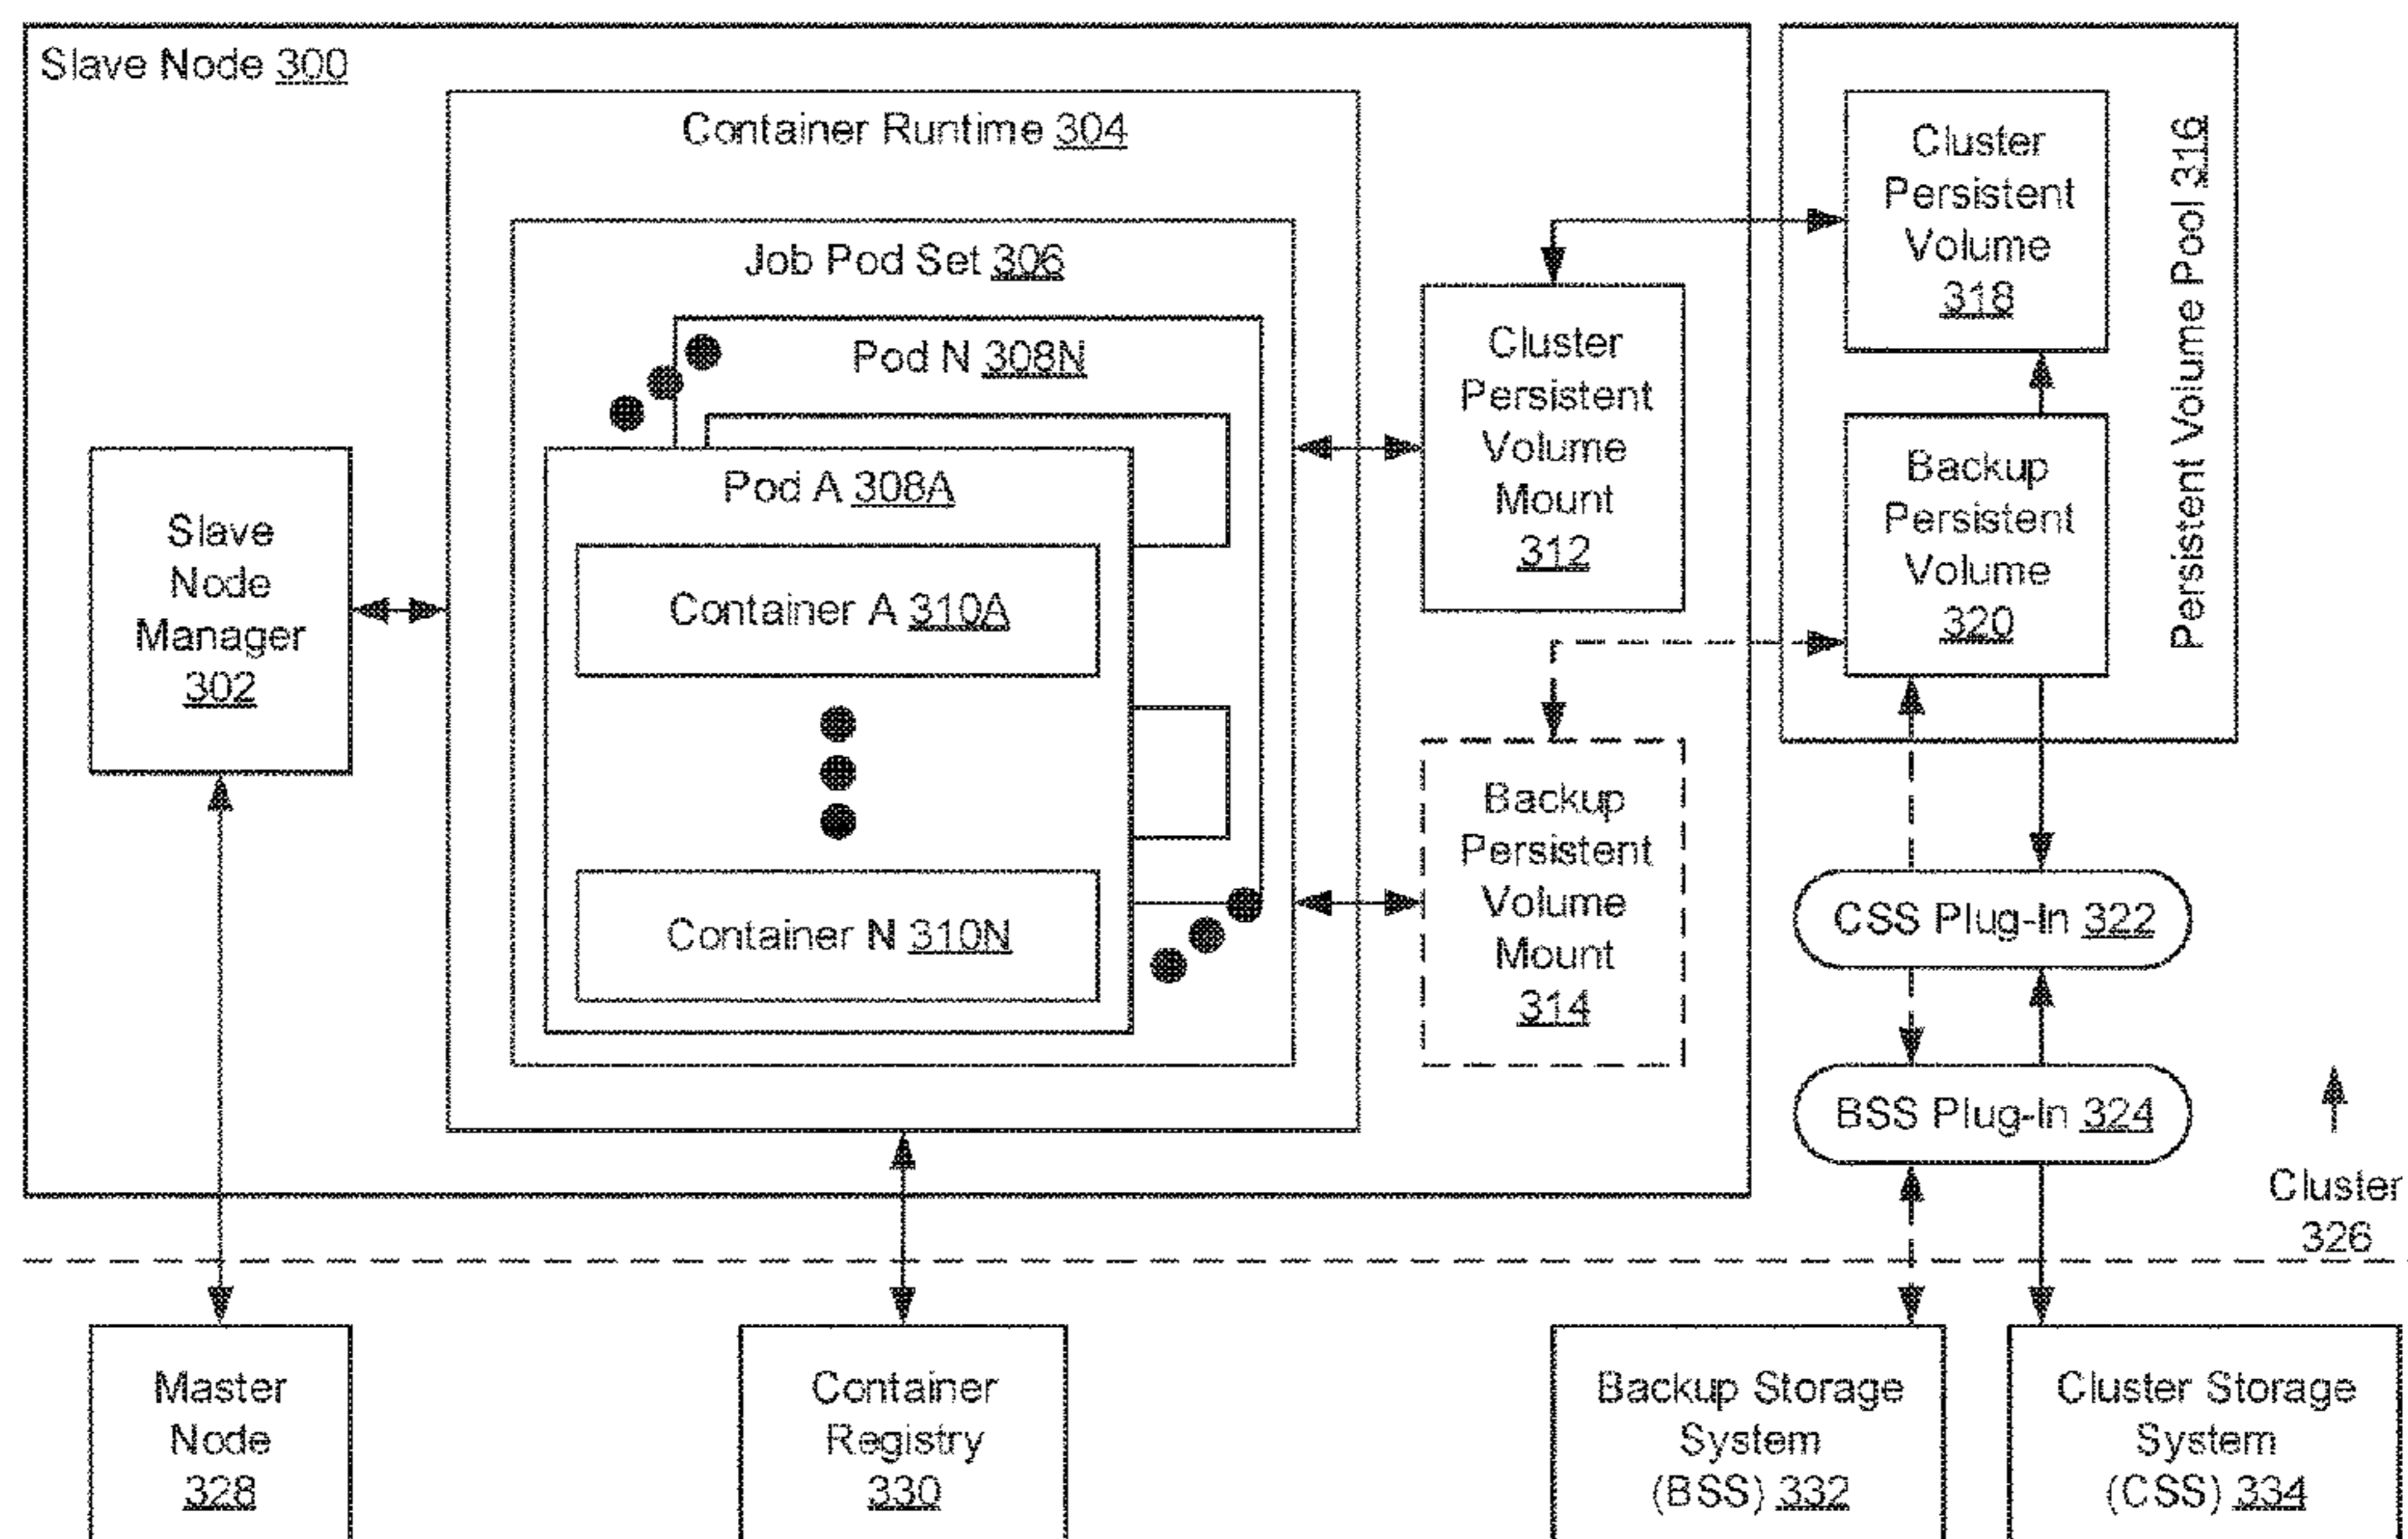 Slave Node 300
Container Runtime 304
Job Pod Set 306
Pod N 308N
Pod A 308A
Container A 310A
Container N 310N
Slave
Node
Manager
302
Cluster
Persistent
Volume
Mount
312
Backup
Persistent
Volume
Mount
314
Cluster
Persistent
Volume
318
Backup
Persistent
Volume
320
Persistent Volume Pool 316
CSS Plug-In 322
BSS Plug-In 324
Cluster
326
Master
Node
328
Container
Registry
330
Backup Storage
System
(BSS) 332
Cluster Storage
System
(CSS) 334